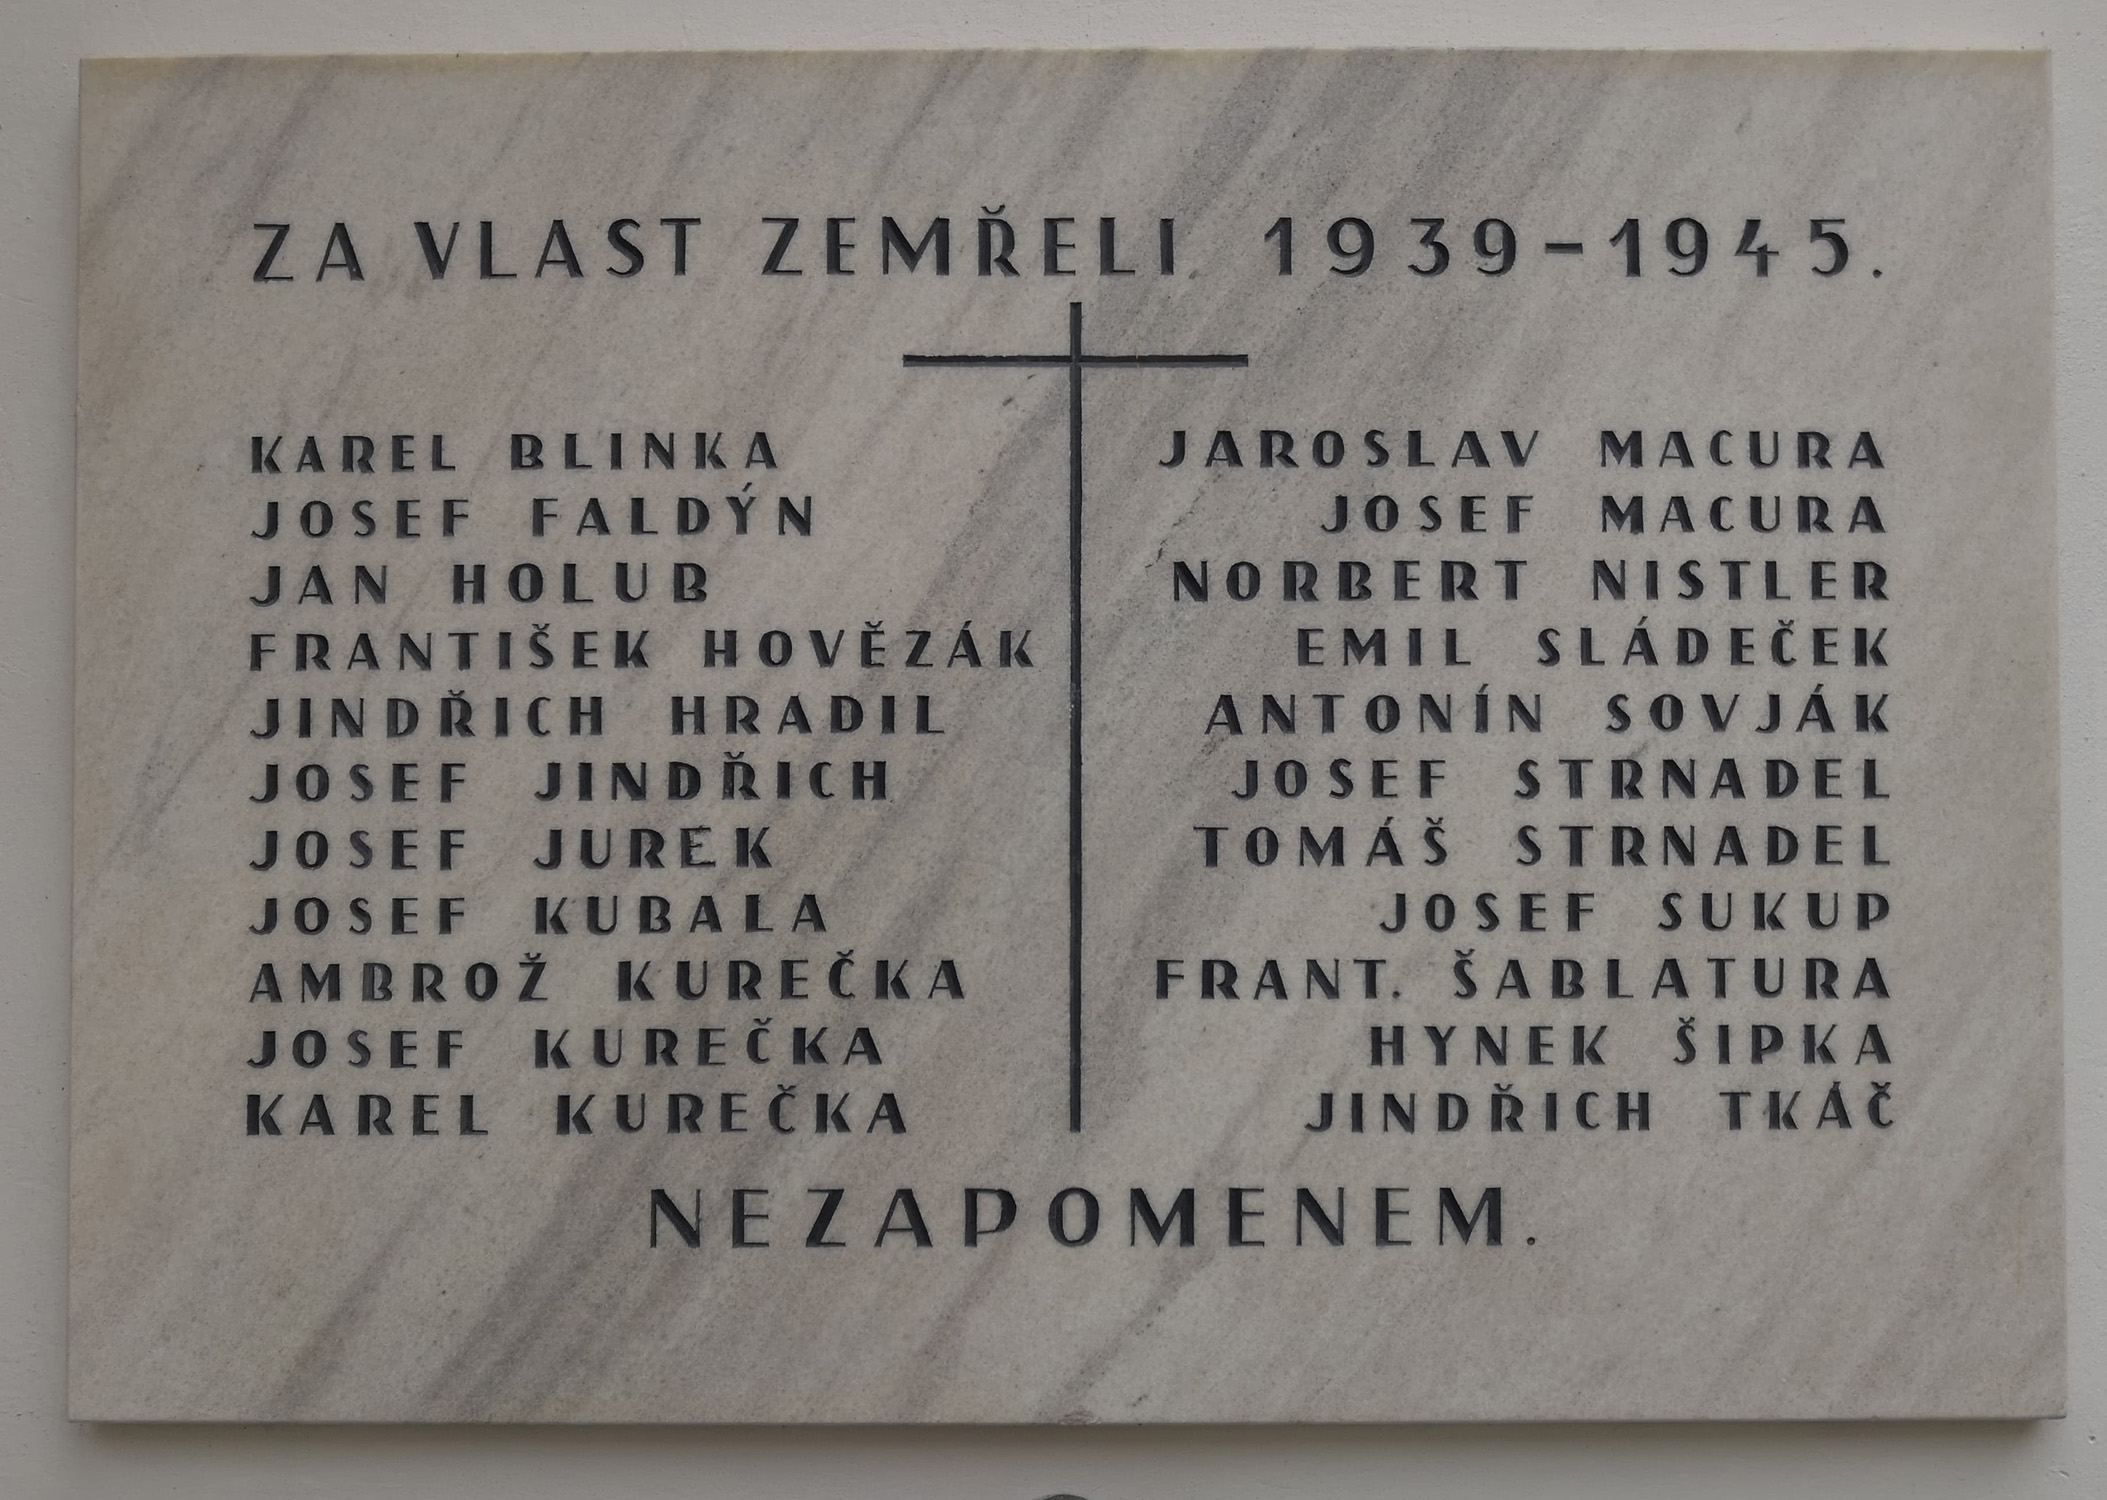 ZA VLAST ZEMŘELI 1939-1945.
KAREL BLINKA
JOSEF FALDÝN
JAN HOLUB
FRANTIŠEK HOVĚZÁK
JINDŘICH HRADIL
JOSEF JINDŘICH
JOSEF JUREK
JOSEF KUBALA
AMBROŽ KUREČKA
JOSEF KUREČKA
KAREL KUREČKA
JAROSLAV MACURA
JOSEF MACURA
NORBERT NISTLER
EMIL SLÁDEČEK
ANTONÍN SOVJÁK
JOSEF STRNADEL
TOMÁŠ STRNADEL
JOSEF SUKUP
FRANT. ŠABLATURA
HYNEK ŠIPKA
JINDŘICH TKÁČ
NEZAPOMENEM.